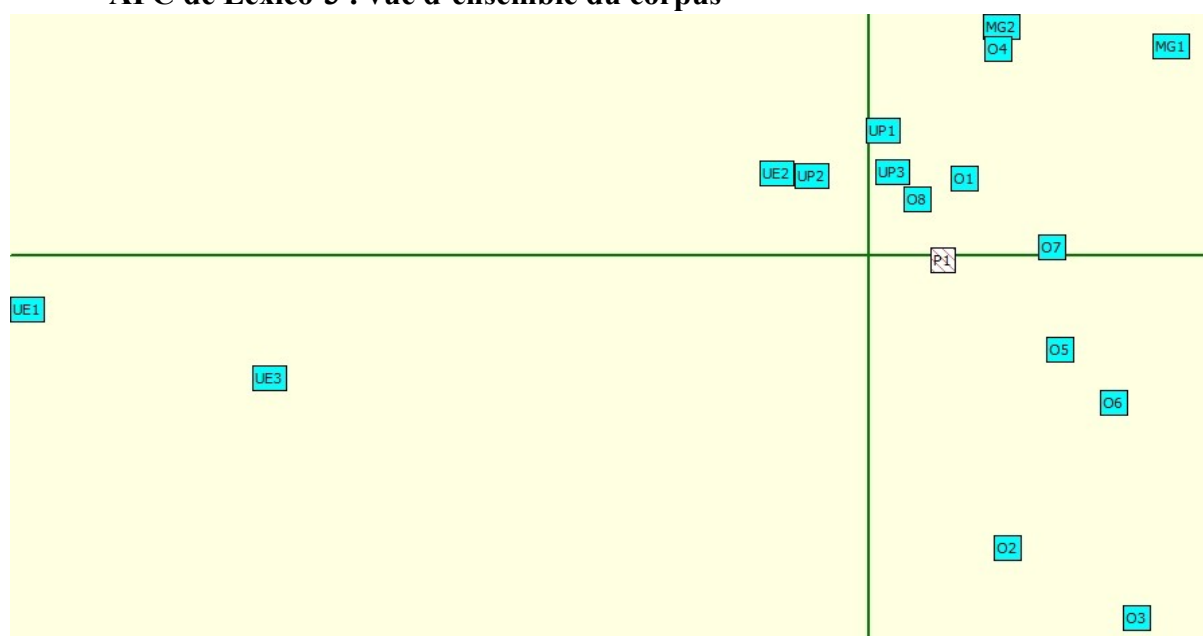 AFC de Lexico 3 : vue d'ensemble du corpus
MG2
O4
MG1
UP1
UE2
UP2
UP3
O1
O8
O7
P1
UE1
O5
UE3
O6
O2
O3